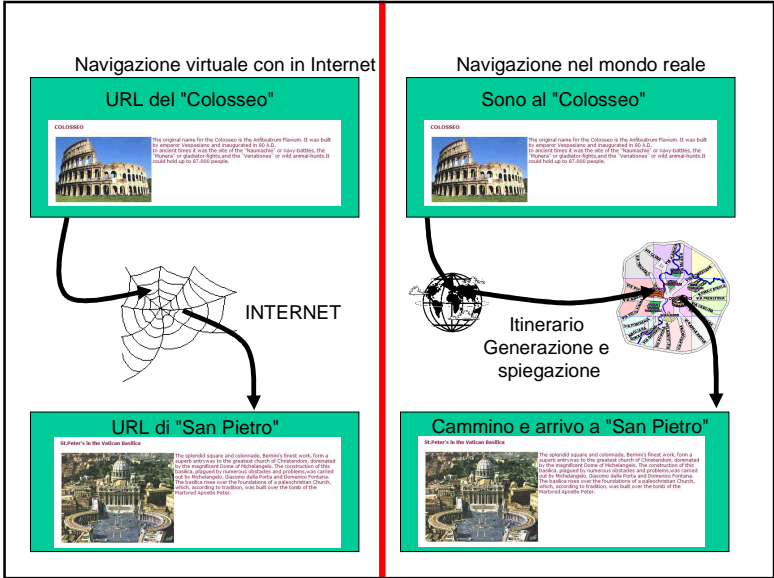 Navigazione virtuale con in Internet
URL del "Colosseo"
COLOSSEO
The original name for the Colosseo is the Anfiteatrum Flavium. It was built
by emperor Vespasiano and inaugurated in 80 A.D.
In ancient times it was the site of the "Naumachie" or navy-battles, the
"Munera" or gladiator-fights,and the "Venationes" or wild animal-hunts.It
could hold up to 87.000 people.
INTERNET
URL di "San Pietro"
St.Peter's in the Vatican Basilica
The splendid square and colonnade, Bernini's finest work, form a
superb entryway to the greatest church of Christendom, dominated
by the magnificent Dome of Michelangelo. The construction of this
basilica, plagued by numerous obstacles and problems,was carried
out by Michelangelo, Giacomo della Porta and Domenico Fontana.
The basilica rises over the foundations of a paleochristian Church,
which, according to tradition, was built over the tomb of the
Martyred Apostle Peter.
Navigazione nel mondo reale
Sono al "Colosseo"
COLOSSEO
The original name for the Colosseo is the Anfiteatrum Flavium. It was built
by emperor Vespasiano and inaugurated in 80 A.D.
In ancient times it was the site of the "Naumachie" or navy-battles, the
"Munera" or gladiator-fights,and the "Venationes" or wild animal-hunts.It
could hold up to 87.000 people.
Itinerario
Generazione e
spiegazione
Cammino e arrivo a "San Pietro"
St.Peter's in the Vatican Basilica
The splendid square and colonnade, Bernini's finest work, form a
superb entryway to the greatest church of Christendom, dominated
by the magnificent Dome of Michelangelo. The construction of this
basilica, plagued by numerous obstacles and problems,was carried
out by Michelangelo, Giacomo della Porta and Domenico Fontana.
The basilica rises over the foundations of a paleochristian Church,
which, according to tradition, was built over the tomb of the
Martyred Apostle Peter.